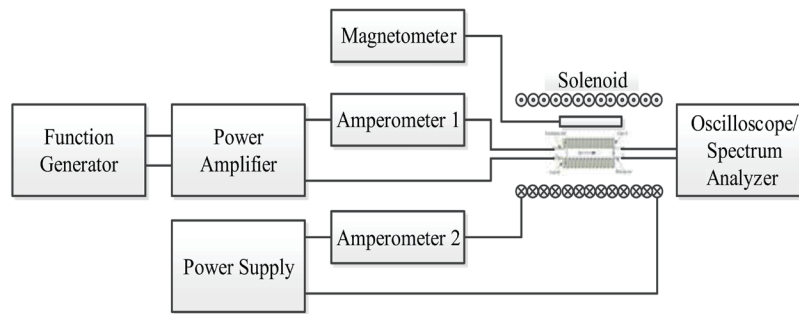 Magnetometer
Solenoid
Function
Generator
Power
Amplifier
Amperometer 1
Oscilloscope/
Spectrum
Analyzer
Power Supply
Amperometer 2